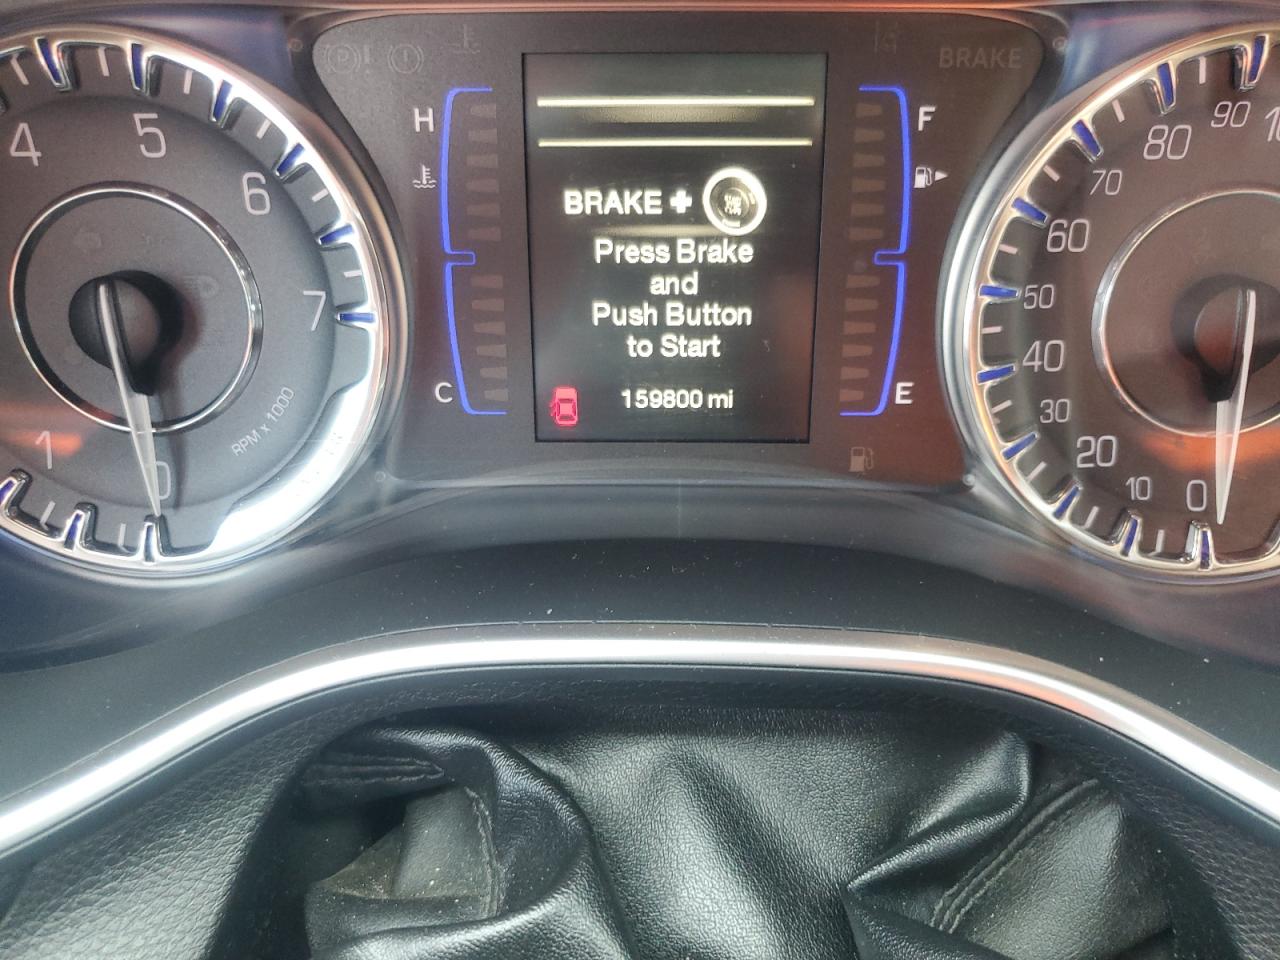 BRAKE
H
F
C
E
BRAKE +
Press Brake
and
Push Button
to Start
159800 mi
4
5
6
7
1
0
RPM x 1000
90
80
70
60
50
40
30
20
10
0